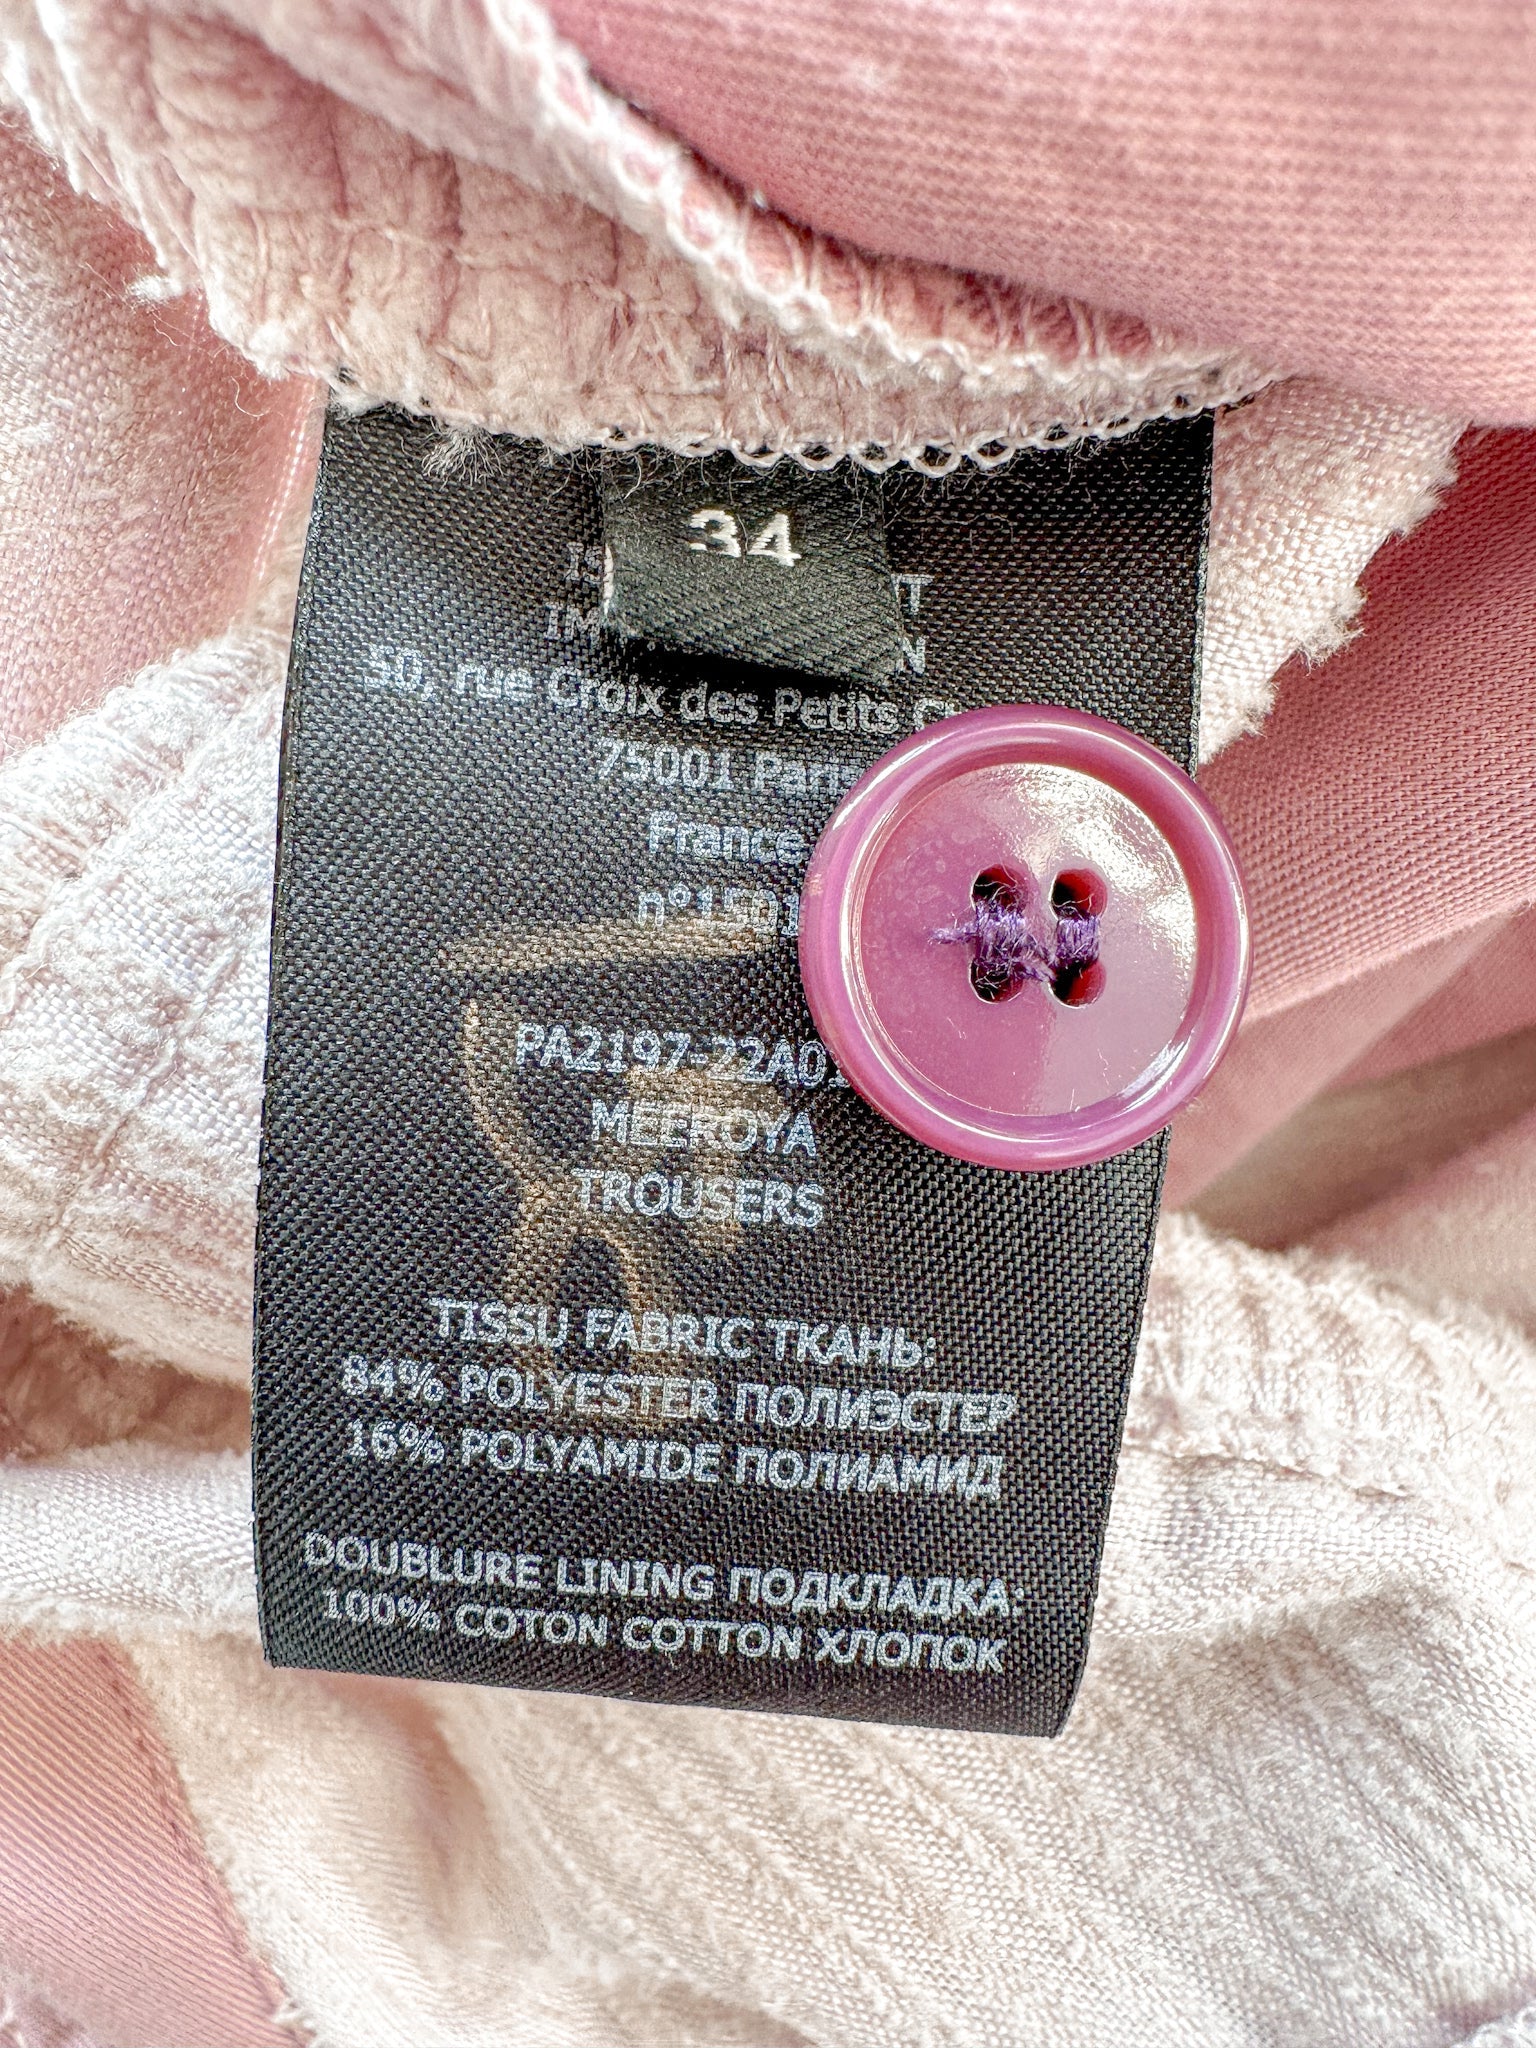 34
50, rue Croix des Petits
75001 Paris
France
PA2197-22A0
MEEROYA
TROUSERS
TISSU FABRIC ТКАНЬ:
84% POLYESTER ПОЛИЭСТЕР
16% POLYAMIDE ПОЛИАМИД
DOUBLURE LINING ПОДКЛАДКА:
100% COTON COTTON ХЛОПОК